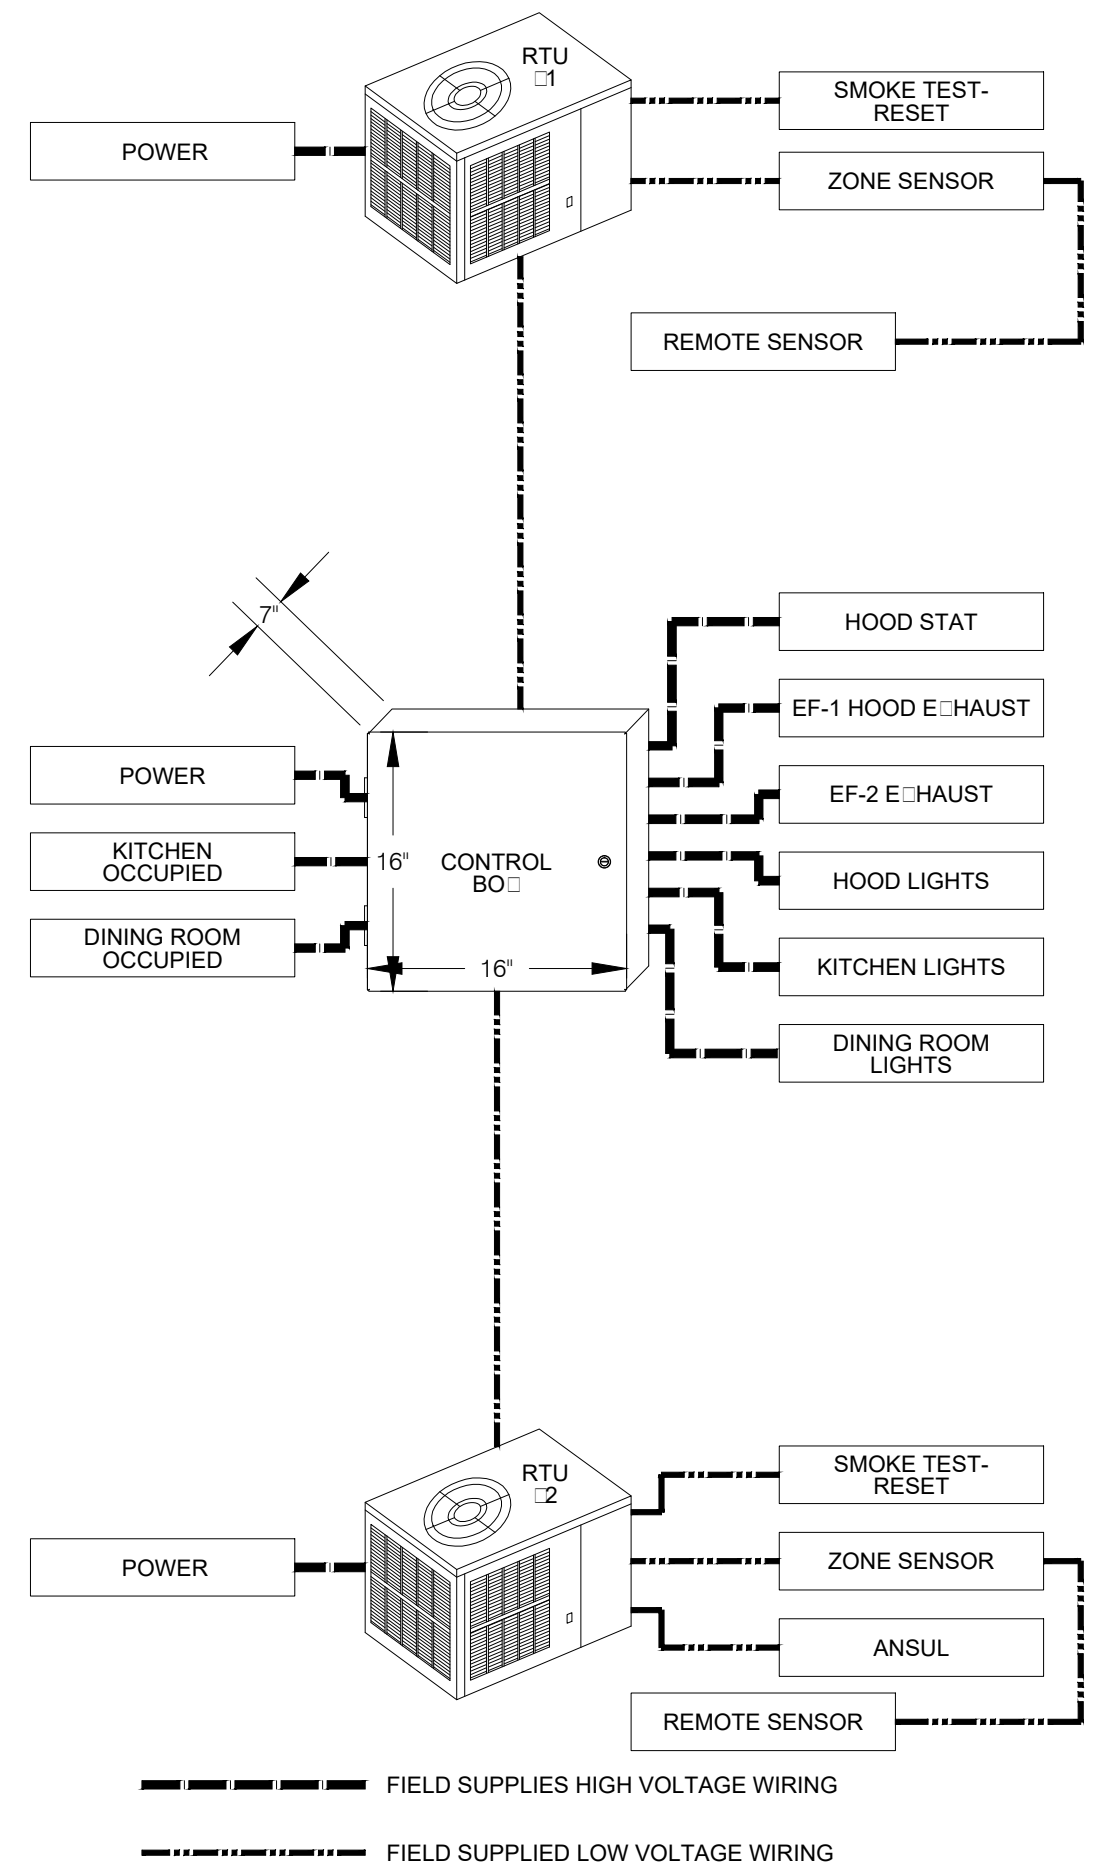 RTU
□1
SMOKE TEST-
RESET
POWER
ZONE SENSOR
REMOTE SENSOR
7"
HOOD STAT
EF-1 HOOD E□HAUST
POWER
EF-2 E□HAUST
KITCHEN
OCCUPIED
16"
CONTROL
BO□
HOOD LIGHTS
DINING ROOM
OCCUPIED
16"
KITCHEN LIGHTS
DINING ROOM
LIGHTS
RTU
□2
SMOKE TEST-
RESET
POWER
ZONE SENSOR
ANSUL
REMOTE SENSOR
FIELD SUPPLIES HIGH VOLTAGE WIRING
FIELD SUPPLIED LOW VOLTAGE WIRING